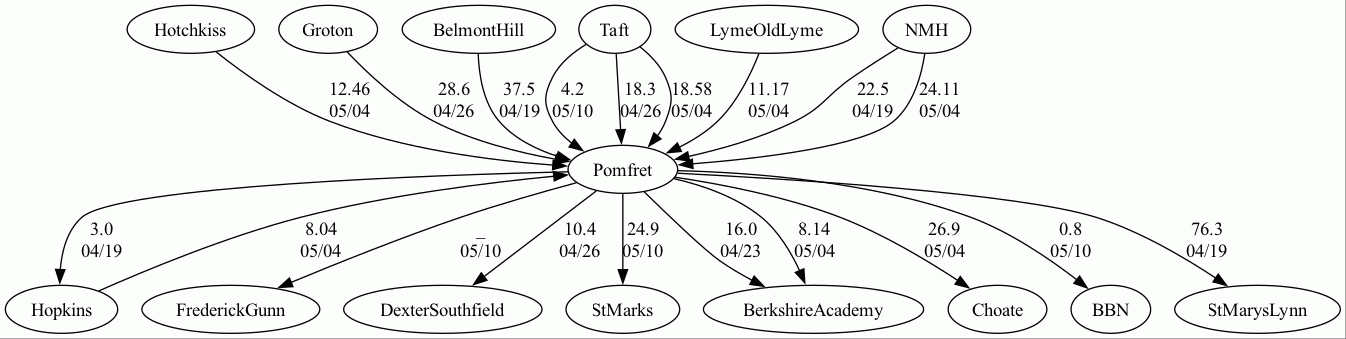 Hotchkiss
Groton
BelmontHill
Taft
LymeOldLyme
NMH
12.46
05/04
28.6
04/26
37.5
04/19
4.2
05/10
18.3
04/26
18.58
05/04
11.17
05/04
22.5
04/19
24.11
05/04
Pomfret
3.0
04/19
8.04
05/04
_
05/10
10.4
04/26
24.9
05/10
16.0
04/23
8.14
05/04
26.9
05/04
0.8
05/10
76.3
04/19
Hopkins
FrederickGunn
DexterSouthfield
StMarks
BerkshireAcademy
Choate
BBN
StMarysLynn